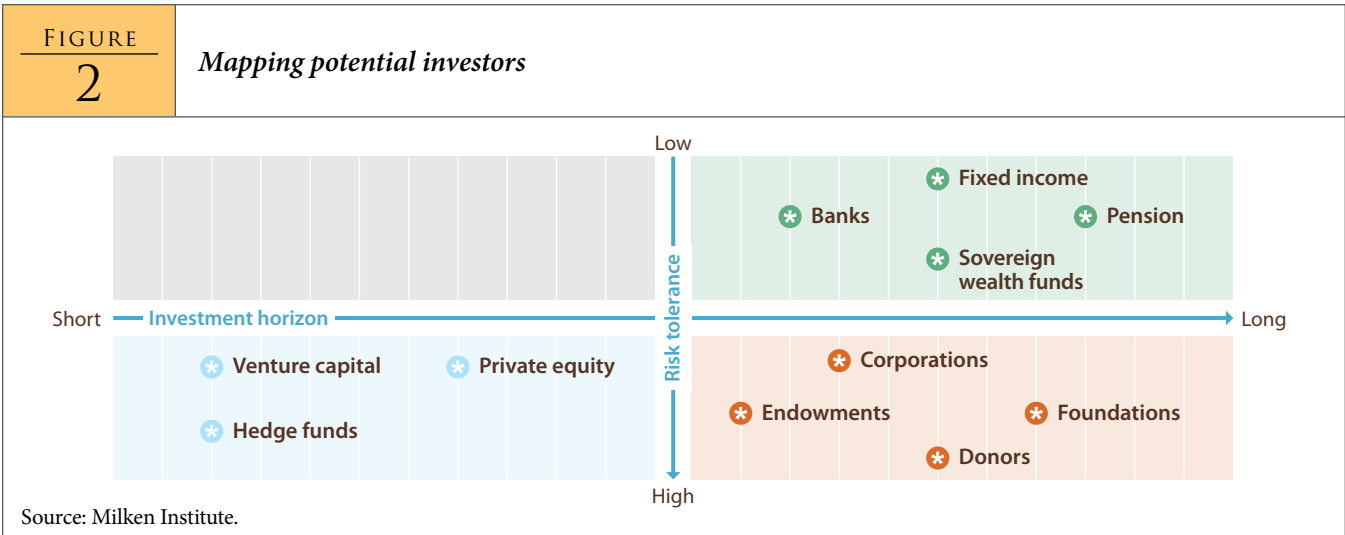 FIGURE
2
Mapping potential investors
Low
Fixed income
Banks
Pension
Sovereign
wealth funds
Risk tolerance
Short
Investment horizon
Long
Venture capital
Private equity
Corporations
Endowments
Foundations
Hedge funds
Donors
High
Source: Milken Institute.